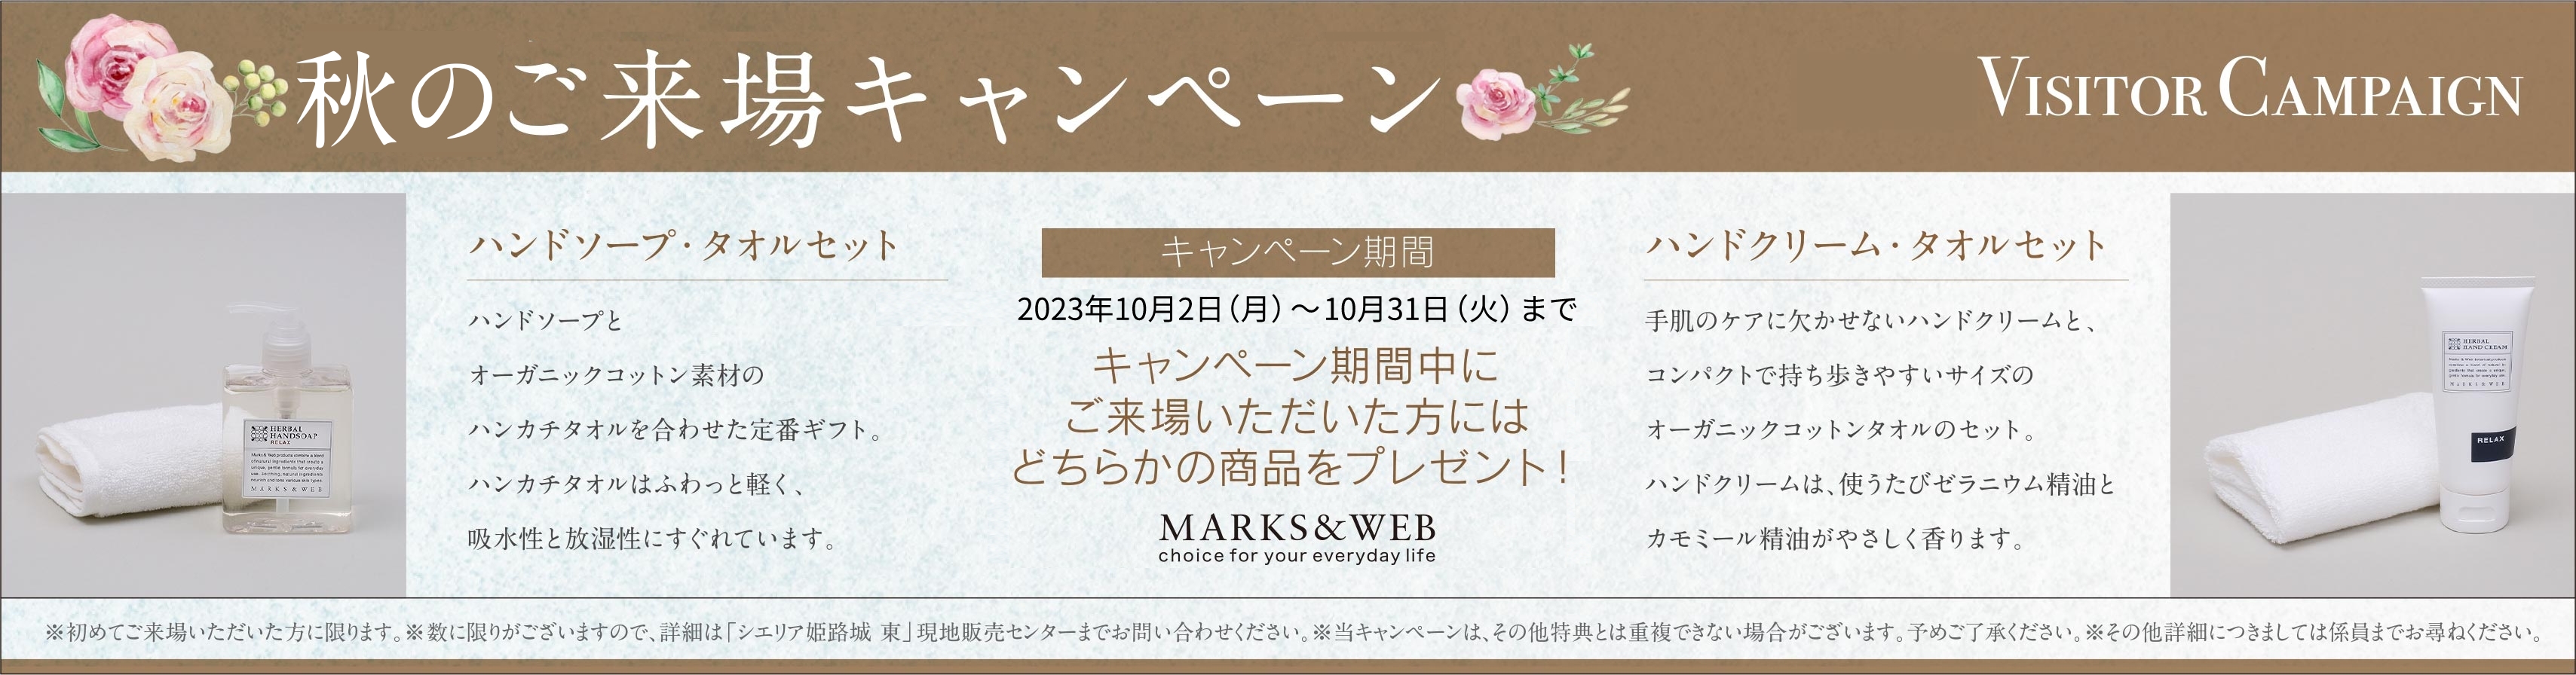 秋のご来場キャンペーン
VISITOR CAMPAIGN
ハンドソープ・タオルセット
ハンドソープと
オーガニックコットン素材の
ハンカチタオルを合わせた定番ギフト。
ハンカチタオルはふわっと軽く、
吸水性と放湿性にすぐれています。
HERBAL
HANDSOAP
RELAX
MARKS & WEB
キャンペーン期間
2023年10月2日（月）～10月31日（火）まで
キャンペーン期間中に
ご来場いただいた方には
どちらかの商品をプレゼント！
MARKS&WEB
choice for your everyday life
ハンドクリーム・タオルセット
手肌のケアに欠かせないハンドクリームと、
コンパクトで持ち歩きやすいサイズの
オーガニックコットンタオルのセット。
ハンドクリームは、使うたびゼラニウム精油と
カモミール精油がやさしく香ります。
HERBAL
HAND CREAM
MARKS & WEB
RELAX
※初めてご来場いただいた方に限ります。※数に限りがございますので、詳細は「シエリア姫路城 東」現地販売センターまでお問い合わせください。※当キャンペーンは、その他特典とは重複できない場合がございます。予めご了承ください。※その他詳細につきましては係員までお尋ねください。